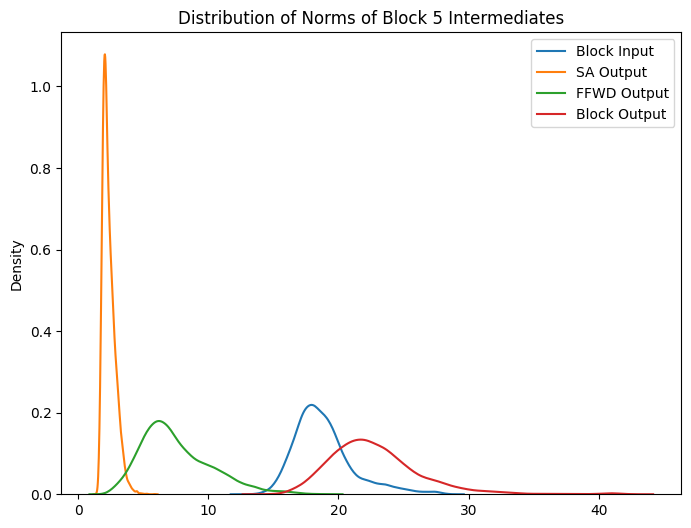 Distribution of Norms of Block 5 Intermediates
Block Input
SA Output
FFWD Output
Block Output
Density
1.0
0.8
0.6
0.4
0.2
0.0
0
10
20
30
40